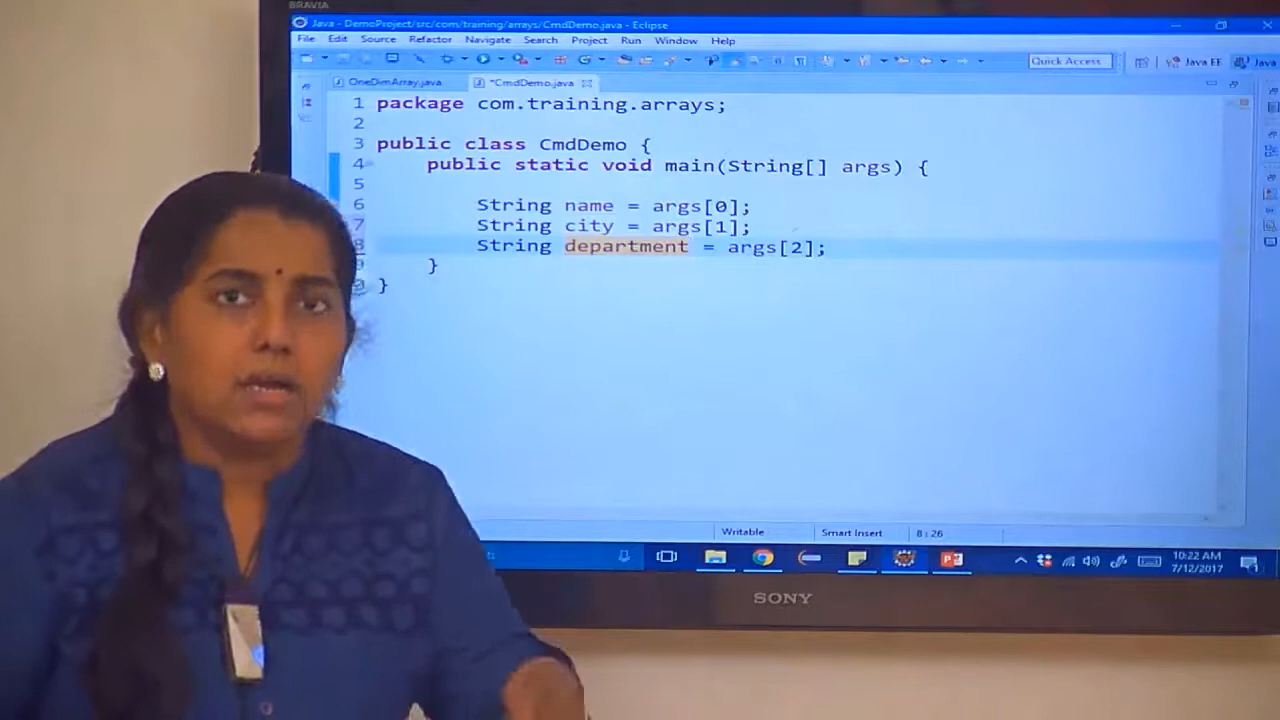 BRAVIA
Java - DemoProject/src/com/training/arrays/CmdDemo.java - Eclipse
File Edit Source Refactor Navigate Search Project Run Window Help
Quick Access Java EE Java
OneDimArray.java *CmdDemo.java
1 package com.training.arrays;
2
3 public class CmdDemo {
4 public static void main(String[] args) {
5
6 String name = args[0];
7 String city = args[1];
8 String department = args[2];
9 }
}
Writable Smart Insert 8:26
10:22 AM
7/12/2017
SONY